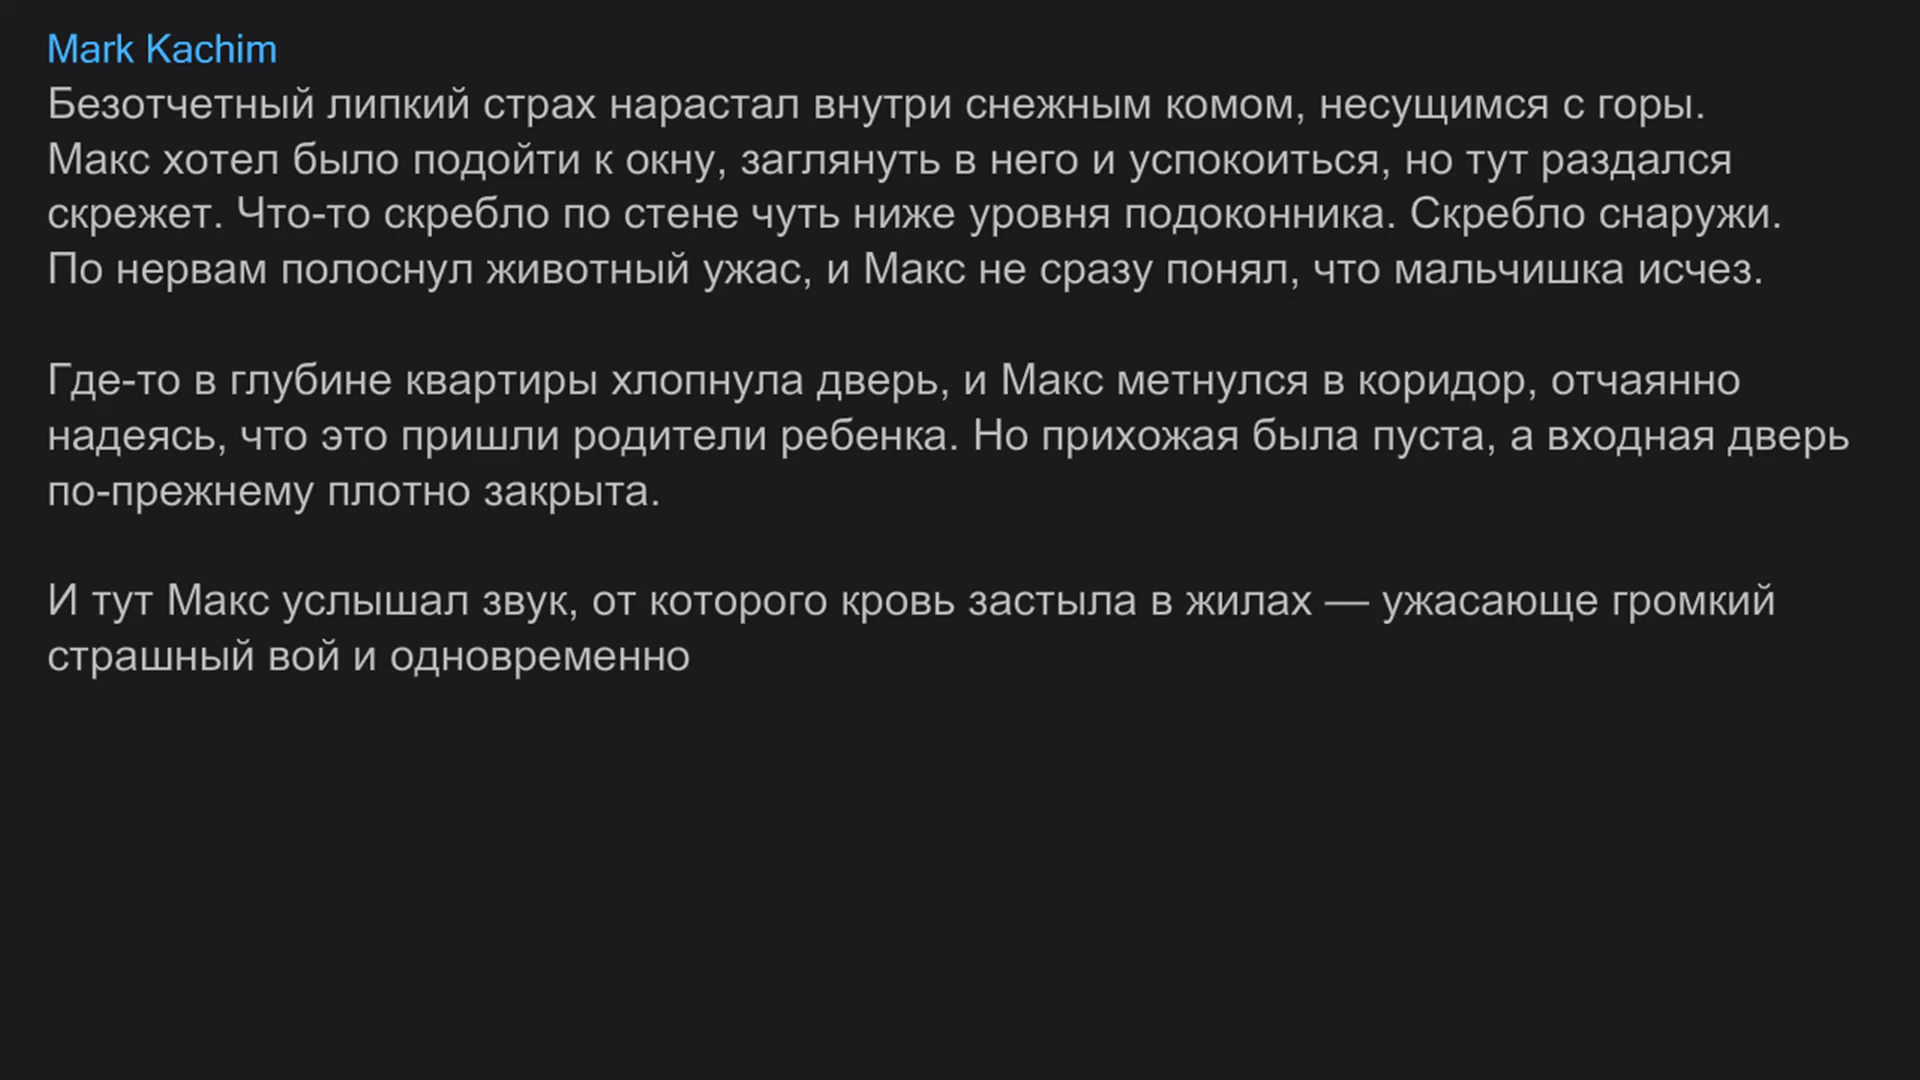 Mark Kachim
Безотчетный липкий страх нарастал внутри снежным комом, несущимся с горы.
Макс хотел было подойти к окну, заглянуть в него и успокоиться, но тут раздался
скрежет. Что-то скребло по стене чуть ниже уровня подоконника. Скребло снаружи.
По нервам полоснул животный ужас, и Макс не сразу понял, что мальчишка исчез.
Где-то в глубине квартиры хлопнула дверь, и Макс метнулся в коридор, отчаянно
надеясь, что это пришли родители ребенка. Но прихожая была пуста, а входная дверь
по-прежнему плотно закрыта.
И тут Макс услышал звук, от которого кровь застыла в жилах — ужасающе громкий
страшный вой и одновременно